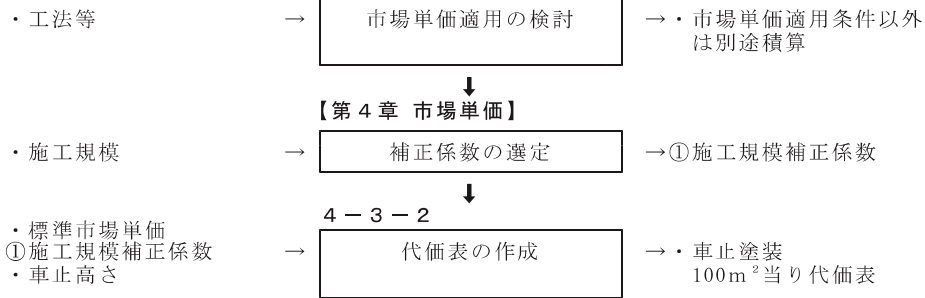 ・工法等 → 市場単価適用の検討 →・市場単価適用条件以外
は別途積算
【第４章 市場単価】
・施工規模 → 補正係数の選定 →①施工規模補正係数
４－３－２
・標準市場単価
①施工規模補正係数 → 代価表の作成 →・車止塗装
・車止高さ 100ｍ²当り代価表